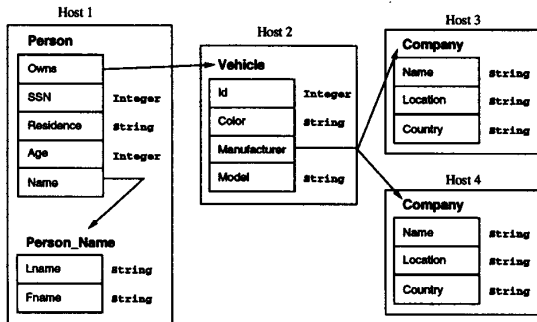 Host 1
Person
Owns
SSN Integer
Residence String
Age Integer
Name
Person_Name
Lname String
Fname String
Host 2
Vehicle
Id Integer
Color String
Manufacturer
Model String
Host 3
Company
Name String
Location String
Country String
Host 4
Company
Name String
Location String
Country String